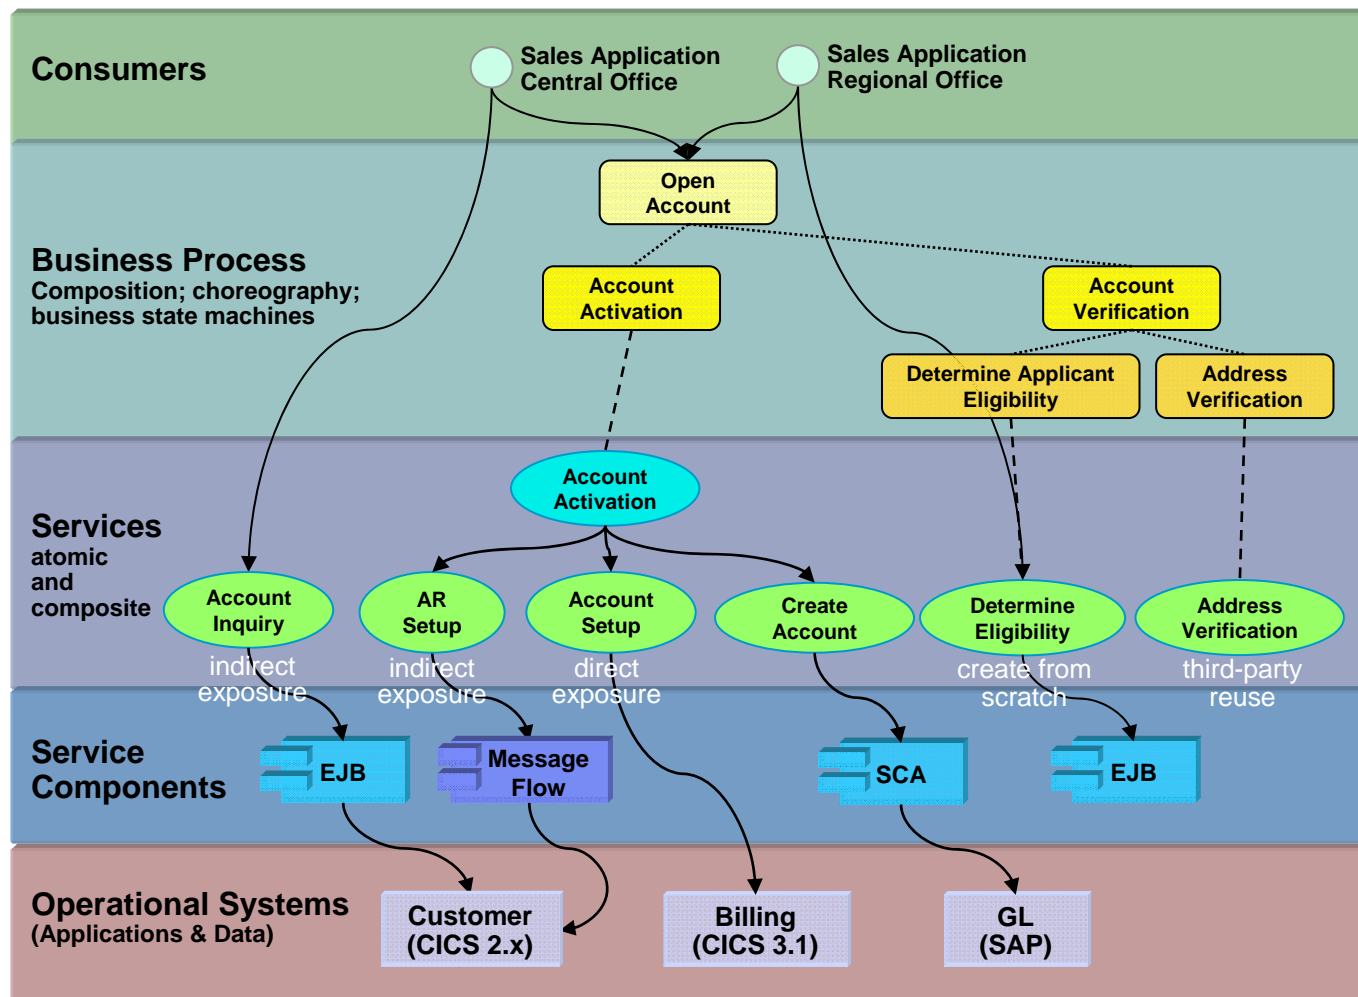 Consumers
Sales Application
Central Office
Sales Application
Regional Office
Open
Account
Business Process
Composition; choreography;
business state machines
Account
Activation
Account
Verification
Determine Applicant
Eligibility
Address
Verification
Services
atomic
and
composite
Account
Activation
Account
Inquiry
AR
Setup
Account
Setup
Create
Account
Determine
Eligibility
Address
Verification
indirect
exposure
indirect
exposure
direct
exposure
create from
scratch
third-party
reuse
Service
Components
EJB
Message
Flow
SCA
EJB
Operational Systems
(Applications & Data)
Customer
(CICS 2.x)
Billing
(CICS 3.1)
GL
(SAP)